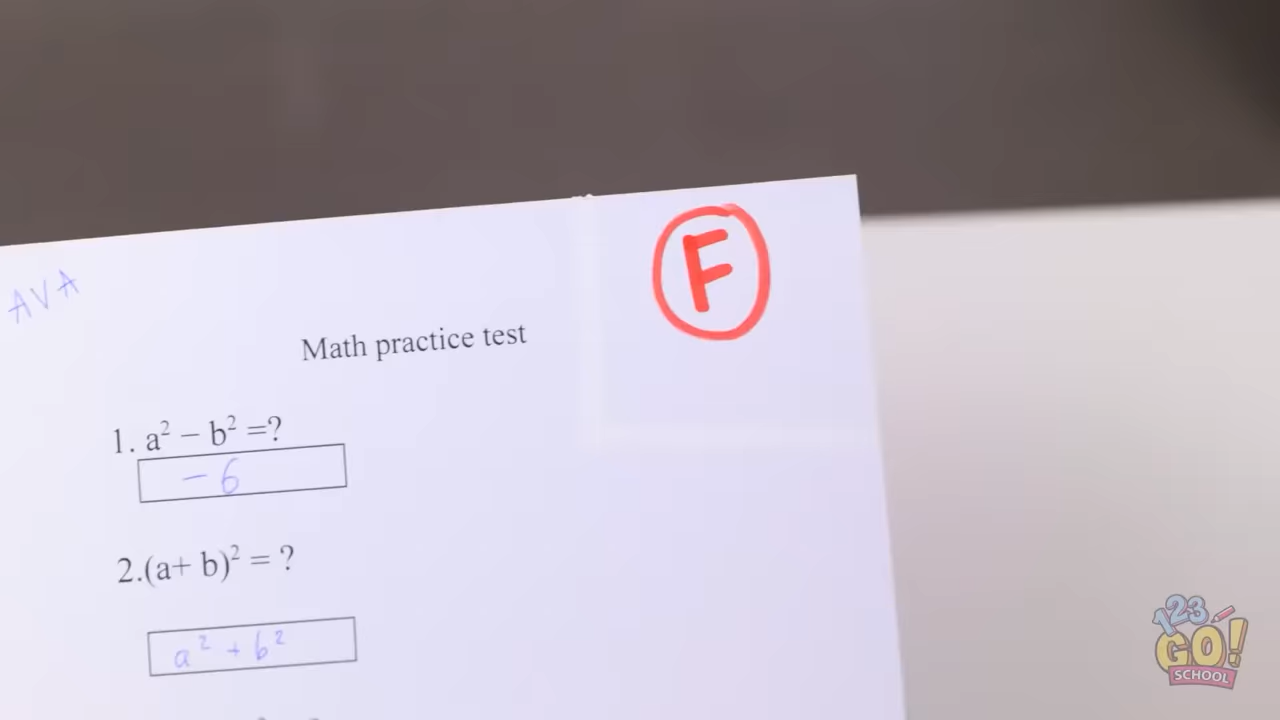 F
AVA
Math practice test
1. a² − b² =?
− 6
2.(a+ b)² = ?
a² + b²
123
GO!
SCHOOL